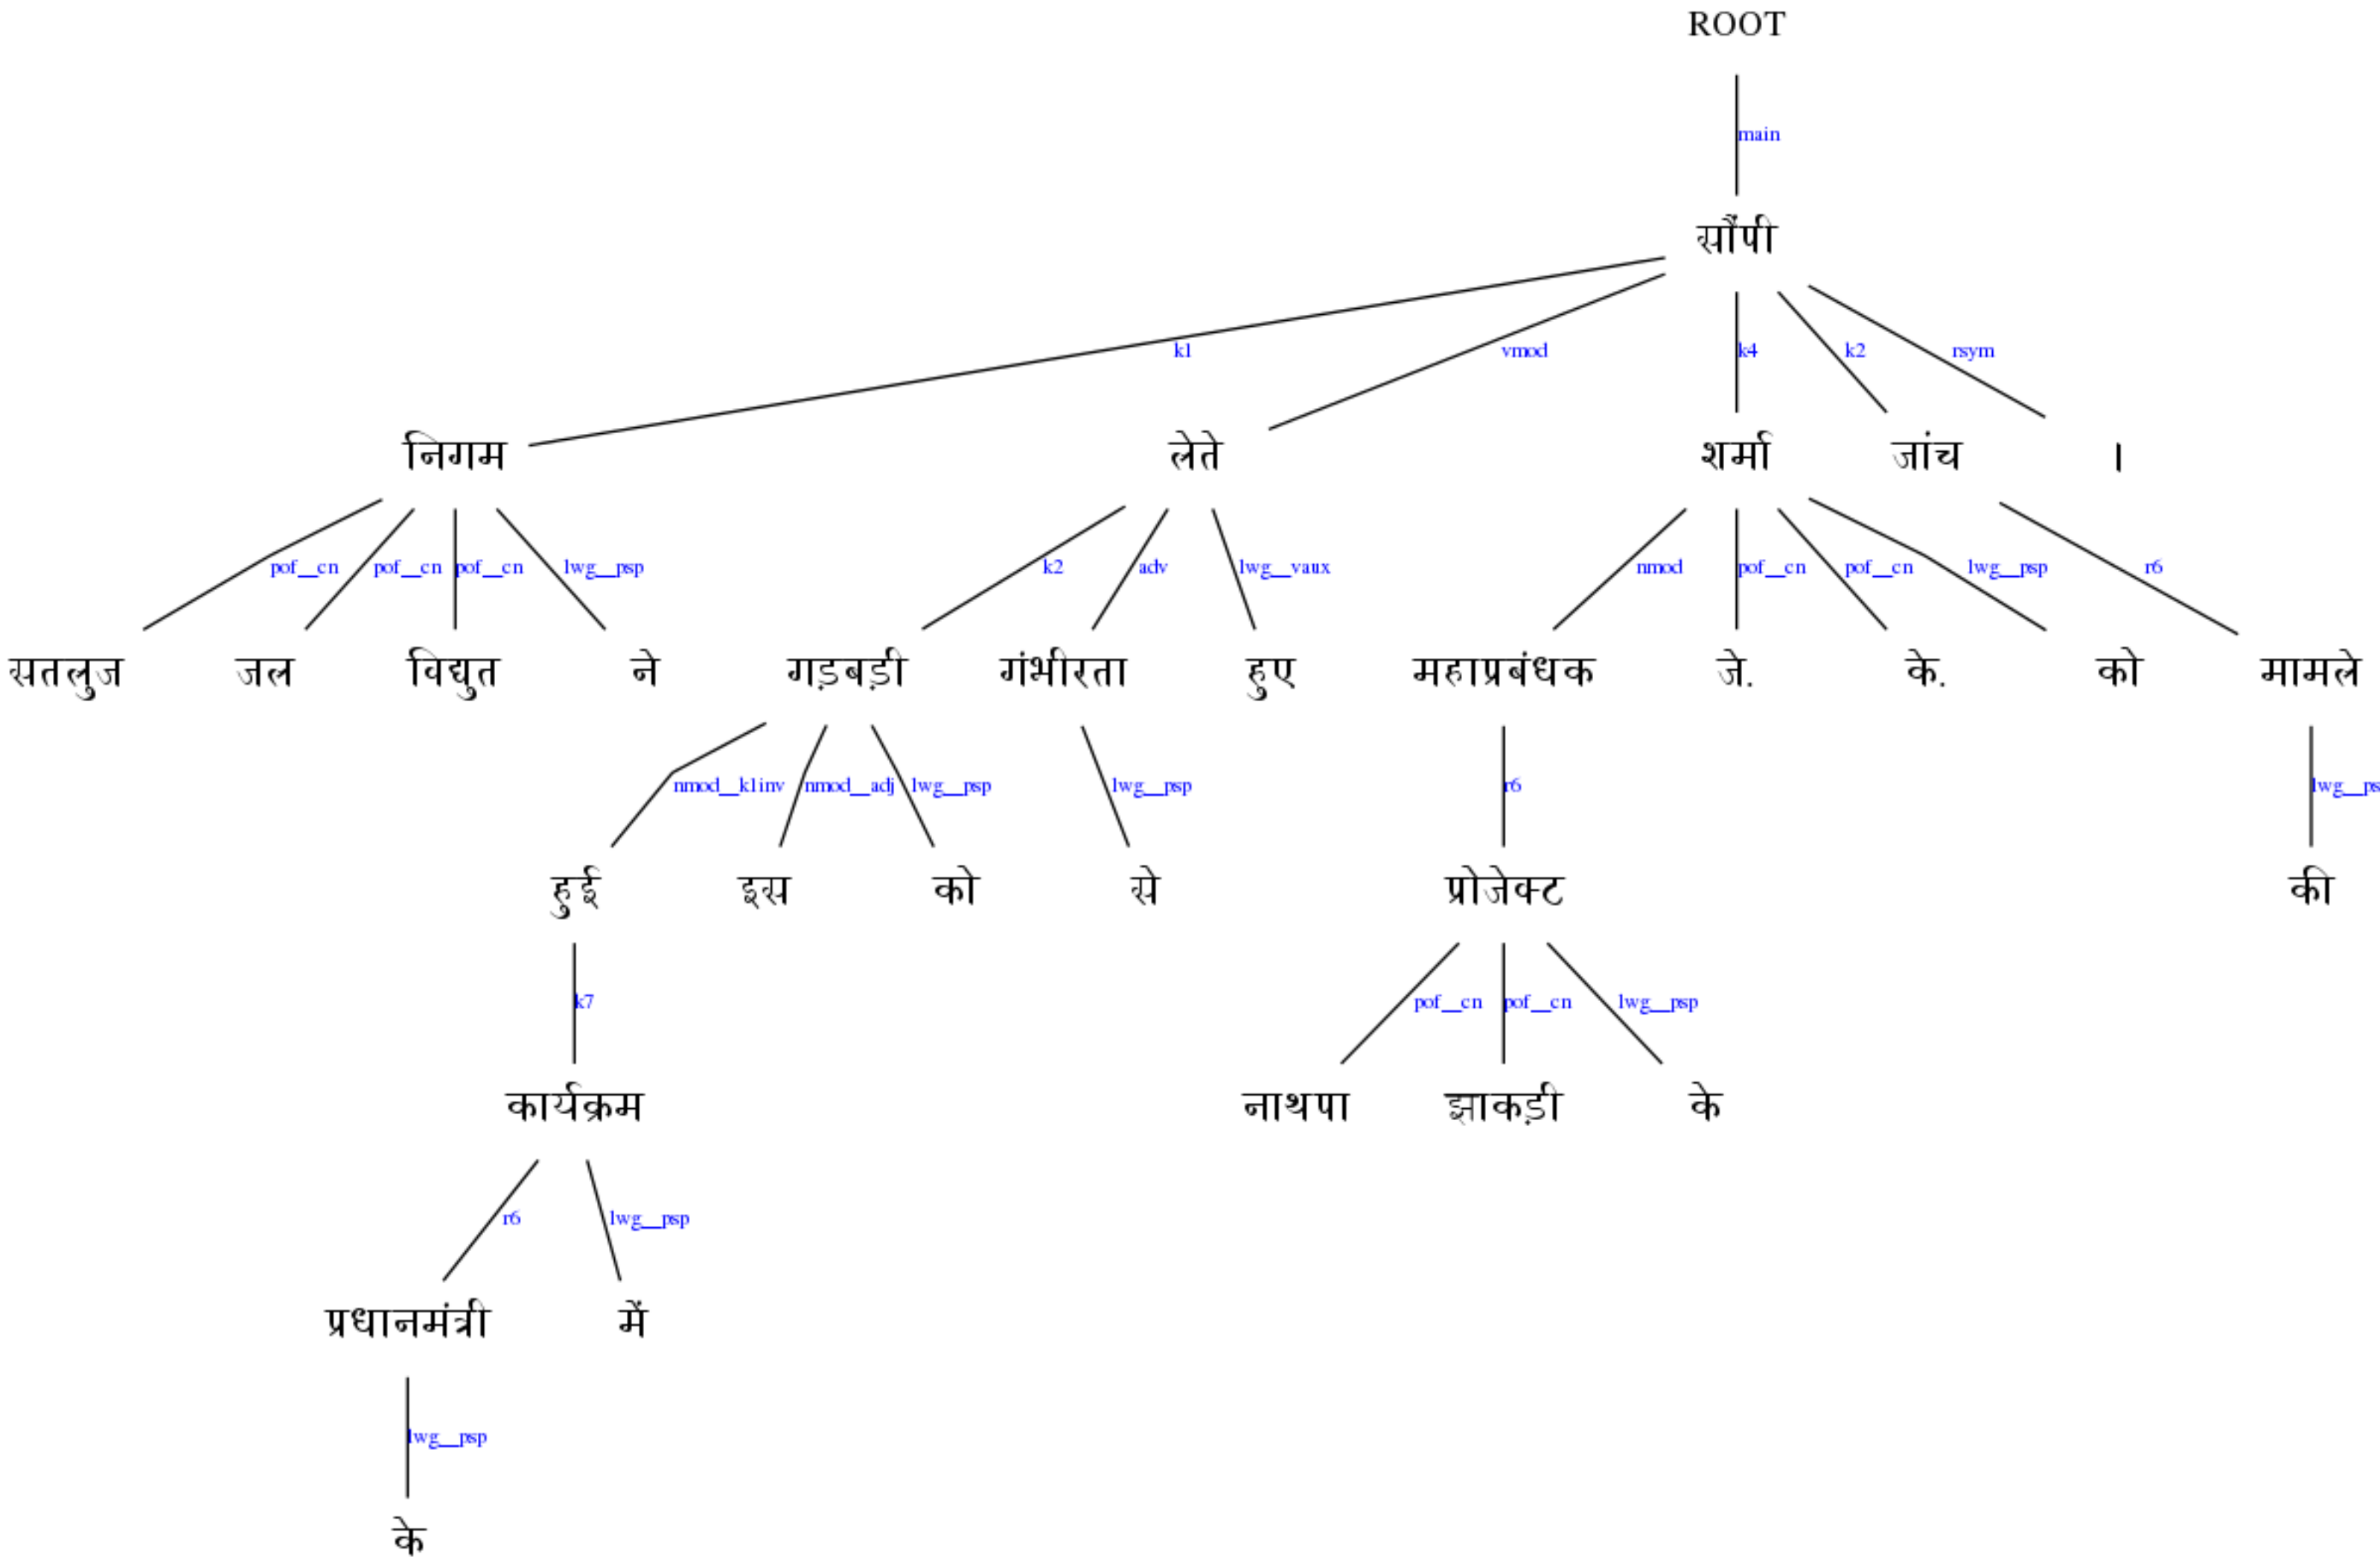 ROOT
main
सौंपी
k1 vmod k4 k2 rsym
निगम लेते शर्मा जांच ।
pof__cn pof__cn pof__cn lwg__psp k2 adv lwg__vaux nmod pof__cn pof__cn lwg__psp r6
सतलुज जल विद्युत ने गड़बड़ी गंभीरता हुए महाप्रबंधक जे. के. को मामले
nmod__k1inv nmod__adj lwg__psp lwg__psp r6 lwg__ps
हुई इस को से प्रोजेक्ट की
k7 pof__cn pof__cn lwg__psp
कार्यक्रम नाथपा झाकड़ी के
r6 lwg__psp
प्रधानमंत्री में
lwg__psp
के